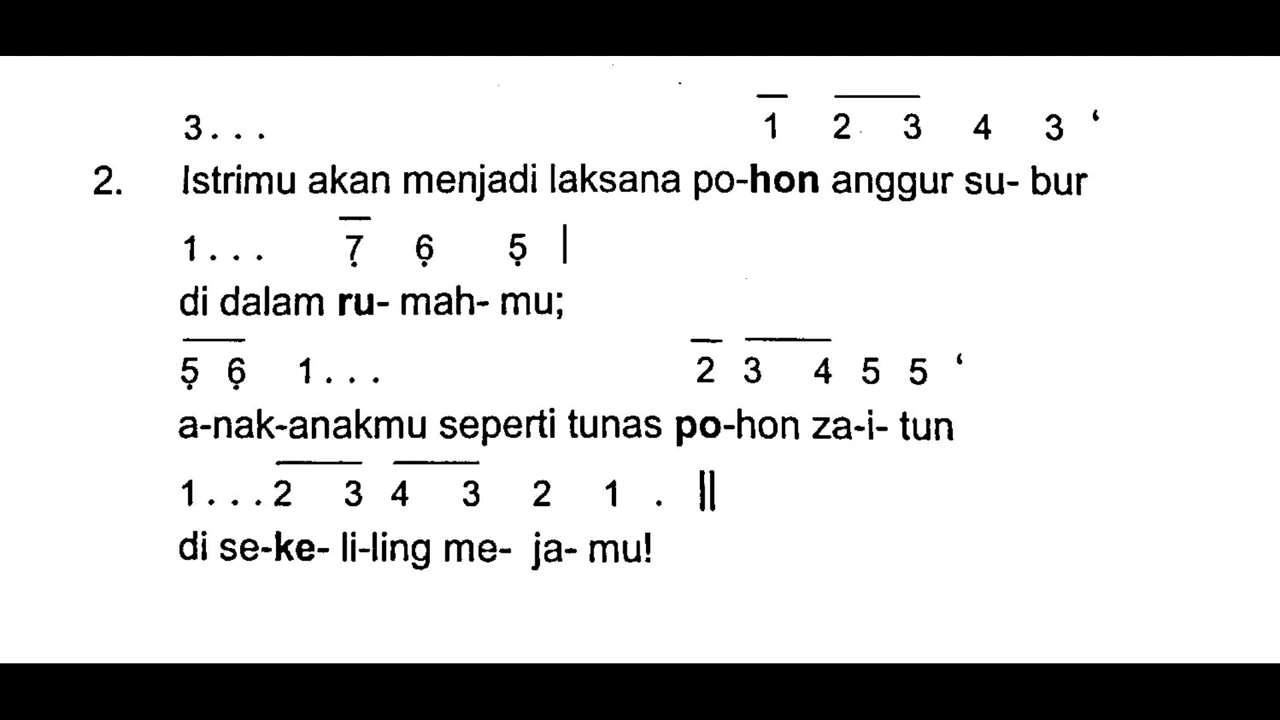 3 . . . 1 2 3 4 3 ‘
2. Istrimu akan menjadi laksana po-hon anggur su- bur
1 . . . 7̣ 6̣ 5̣ |
di dalam ru- mah- mu;
5̣ 6̣ 1 . . . 2 3 4 5 5 ‘
a-nak-anakmu seperti tunas po-hon za-i- tun
1 . . . 2 3 4 3 2 1 . ||
di se-ke- li-ling me- ja- mu!